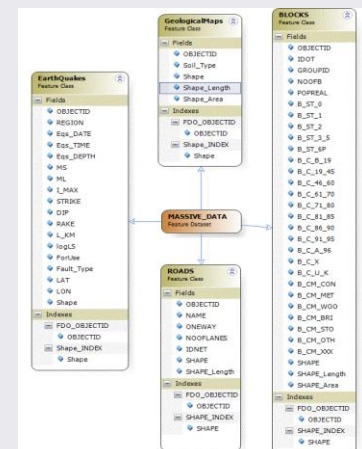 EarthQuakes
Feature Class
Fields
OBJECTID
REGION
Eqs_DATE
Eqs_TIME
Eqs_DEPTH
MS
ML
I_MAX
STRIKE
DIP
RAKE
L_KM
logLS
ForUse
Fault_Type
LAT
LON
Shape
Indexes
FDO_OBJECTID
OBJECTID
Shape_INDEX
Shape
GeologicalMaps
Feature Class
Fields
OBJECTID
Soil_Type
Shape
Shape_Length
Shape_Area
Indexes
FDO_OBJECTID
OBJECTID
Shape_INDEX
Shape
MASSIVE_DATA
Feature Dataset
ROADS
Feature Class
Fields
OBJECTID
NAME
ONEWAY
NOOFLANES
IDNET
SHAPE
SHAPE_Length
Indexes
FDO_OBJECTID
OBJECTID
SHAPE_INDEX
SHAPE
BLOCKS
Feature Class
Fields
OBJECTID
IDOT
GROUPID
NOOFB
POPREAL
B_ST_0
B_ST_1
B_ST_2
B_ST_3_5
B_ST_6P
B_C_B_19
B_C_19_45
B_C_46_60
B_C_61_70
B_C_71_80
B_C_81_85
B_C_86_90
B_C_91_95
B_C_A_96
B_C_X
B_C_U_K
B_CM_CON
B_CM_MET
B_CM_WOO
B_CM_BRI
B_CM_STO
B_CM_OTH
B_CM_XXX
SHAPE
SHAPE_Length
SHAPE_Area
Indexes
FDO_OBJECTID
OBJECTID
SHAPE_INDEX
SHAPE